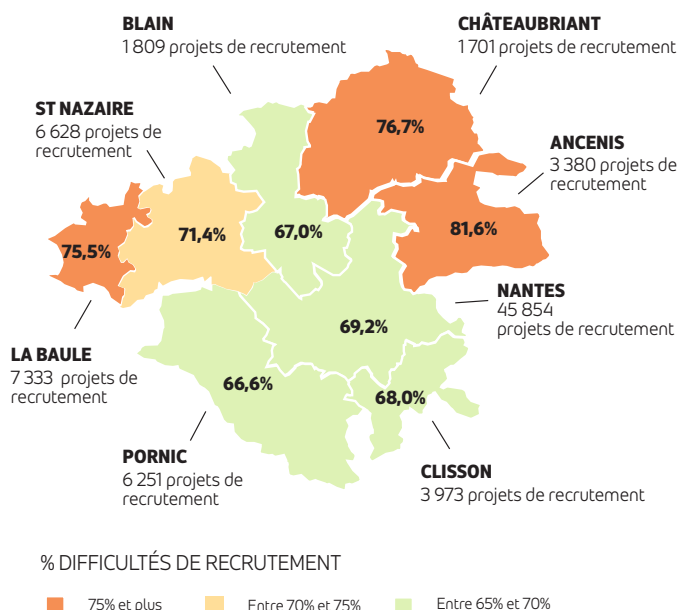 BLAIN
1 809 projets de recrutement
CHÂTEAUBRIANT
1 701 projets de recrutement
ST NAZAIRE
6 628 projets de
recrutement
ANCENIS
3 380 projets de
recrutement
76,7%
75,5%
71,4%
67,0%
81,6%
NANTES
45 854
projets de recrutement
69,2%
LA BAULE
7 333 projets de
recrutement
66,6%
68,0%
PORNIC
6 251 projets de
recrutement
CLISSON
3 973 projets de recrutement
% DIFFICULTÉS DE RECRUTEMENT
75% et plus
Entre 70% et 75%
Entre 65% et 70%